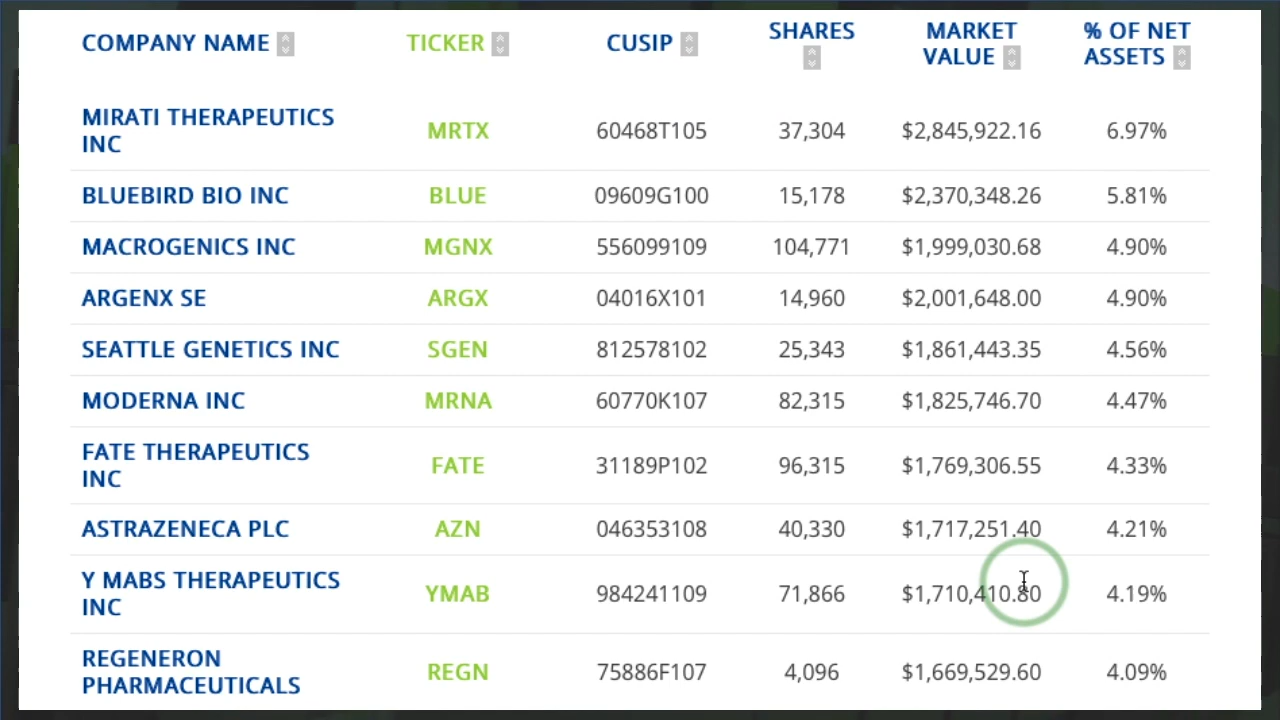 COMPANY NAME TICKER CUSIP SHARES MARKET VALUE % OF NET ASSETS
MIRATI THERAPEUTICS INC MRTX 60468T105 37,304 $2,845,922.16 6.97%
BLUEBIRD BIO INC BLUE 09609G100 15,178 $2,370,348.26 5.81%
MACROGENICS INC MGNX 556099109 104,771 $1,999,030.68 4.90%
ARGENX SE ARGX 04016X101 14,960 $2,001,648.00 4.90%
SEATTLE GENETICS INC SGEN 812578102 25,343 $1,861,443.35 4.56%
MODERNA INC MRNA 60770K107 82,315 $1,825,746.70 4.47%
FATE THERAPEUTICS INC FATE 31189P102 96,315 $1,769,306.55 4.33%
ASTRAZENECA PLC AZN 046353108 40,330 $1,717,251.40 4.21%
Y MABS THERAPEUTICS INC YMAB 984241109 71,866 $1,710,410.80 4.19%
REGENERON PHARMACEUTICALS REGN 75886F107 4,096 $1,669,529.60 4.09%